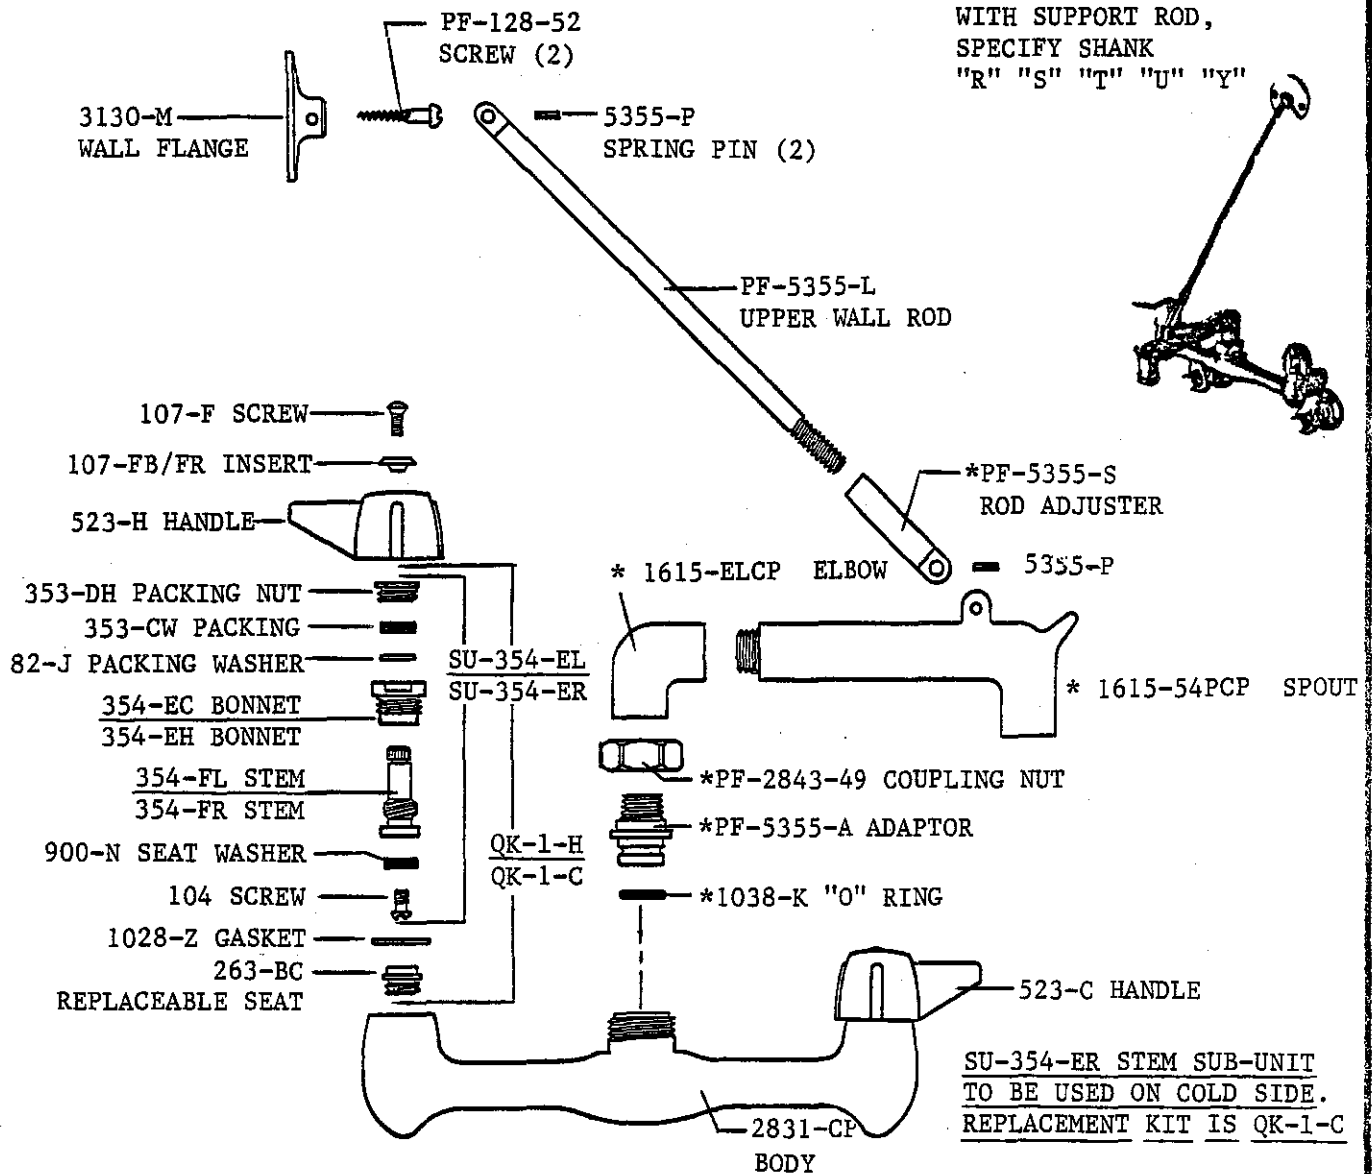 PF-128-52
SCREW (2)
WITH SUPPORT ROD,
SPECIFY SHANK
"R" "S" "T" "U" "Y"
3130-M
WALL FLANGE
5355-P
SPRING PIN (2)
PF-5355-L
UPPER WALL ROD
107-F SCREW
107-FB/FR INSERT
523-H HANDLE
*PF-5355-S
ROD ADJUSTER
* 1615-ELCP ELBOW
5355-P
353-DH PACKING NUT
353-CW PACKING
82-J PACKING WASHER
SU-354-EL
SU-354-ER
* 1615-54PCP SPOUT
354-EC BONNET
354-EH BONNET
354-FL STEM
354-FR STEM
*PF-2843-49 COUPLING NUT
*PF-5355-A ADAPTOR
900-N SEAT WASHER
QK-1-H
QK-1-C
104 SCREW
*1038-K "O" RING
1028-Z GASKET
263-BC
REPLACEABLE SEAT
523-C HANDLE
SU-354-ER STEM SUB-UNIT
TO BE USED ON COLD SIDE.
REPLACEMENT KIT IS QK-1-C
2831-CP
BODY